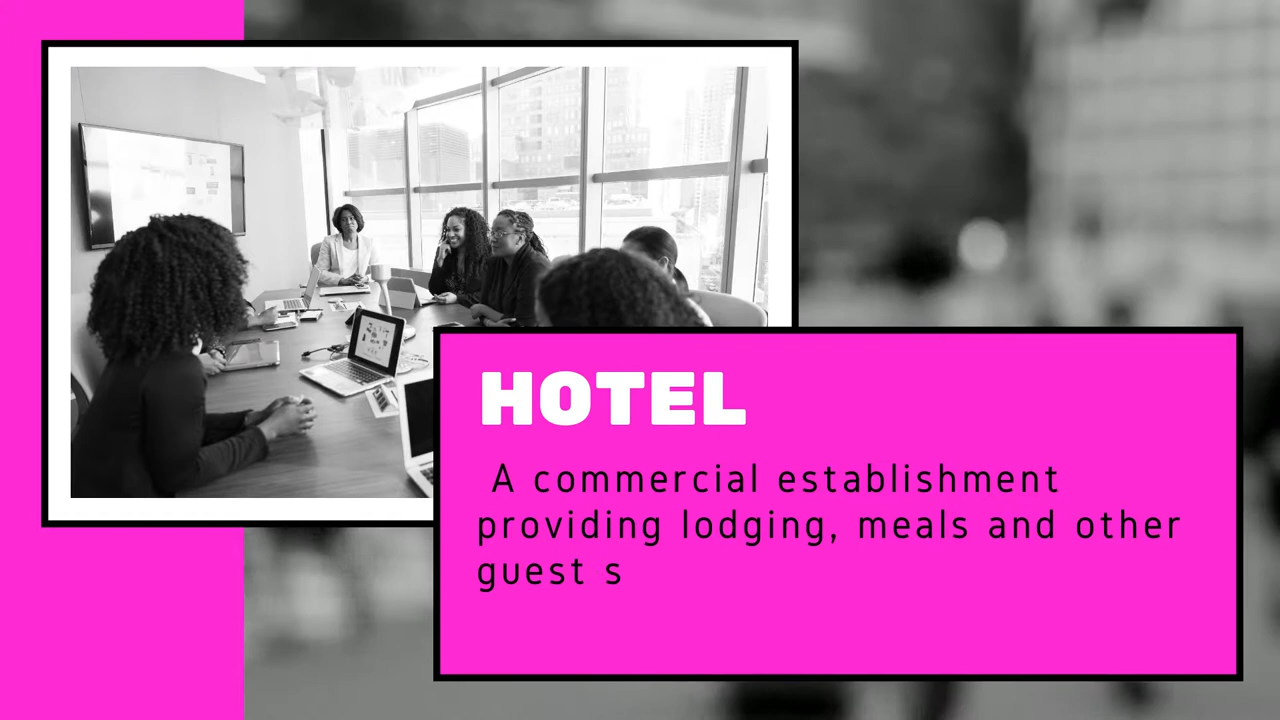 HOTEL
A commercial establishment
providing lodging, meals and other
guest s